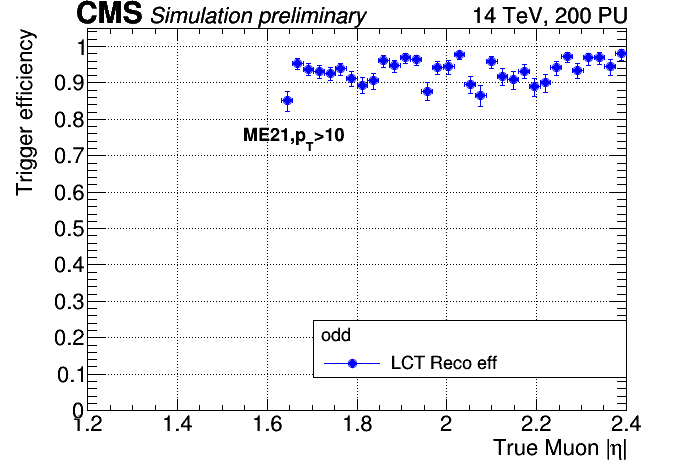 CMS Simulation preliminary 14 TeV, 200 PU
Trigger efficiency
1
0.9
0.8
0.7
0.6
0.5
0.4
0.3
0.2
0.1
0
ME21,pT>10
odd
LCT Reco eff
1.2 1.4 1.6 1.8 2 2.2 2.4
True Muon |η|